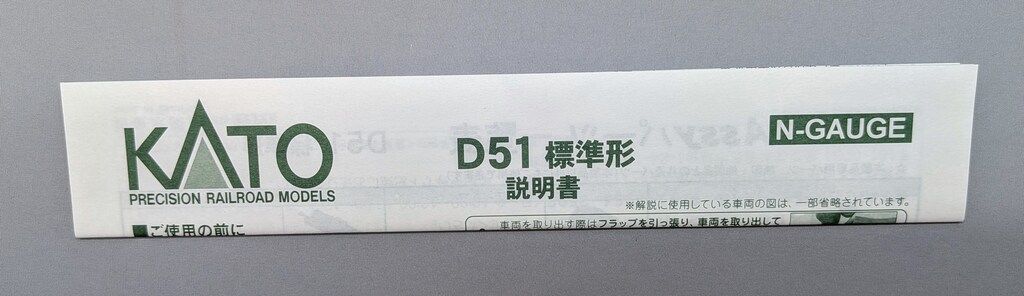 KATO
PRECISION RAILROAD MODELS
D51 標準形
説明書
N-GAUGE
※解説に使用している車両の図は、一部省略されています。
■ご使用の前に
車両を取り出す際はフラップを引っ張り、車両を取り出して